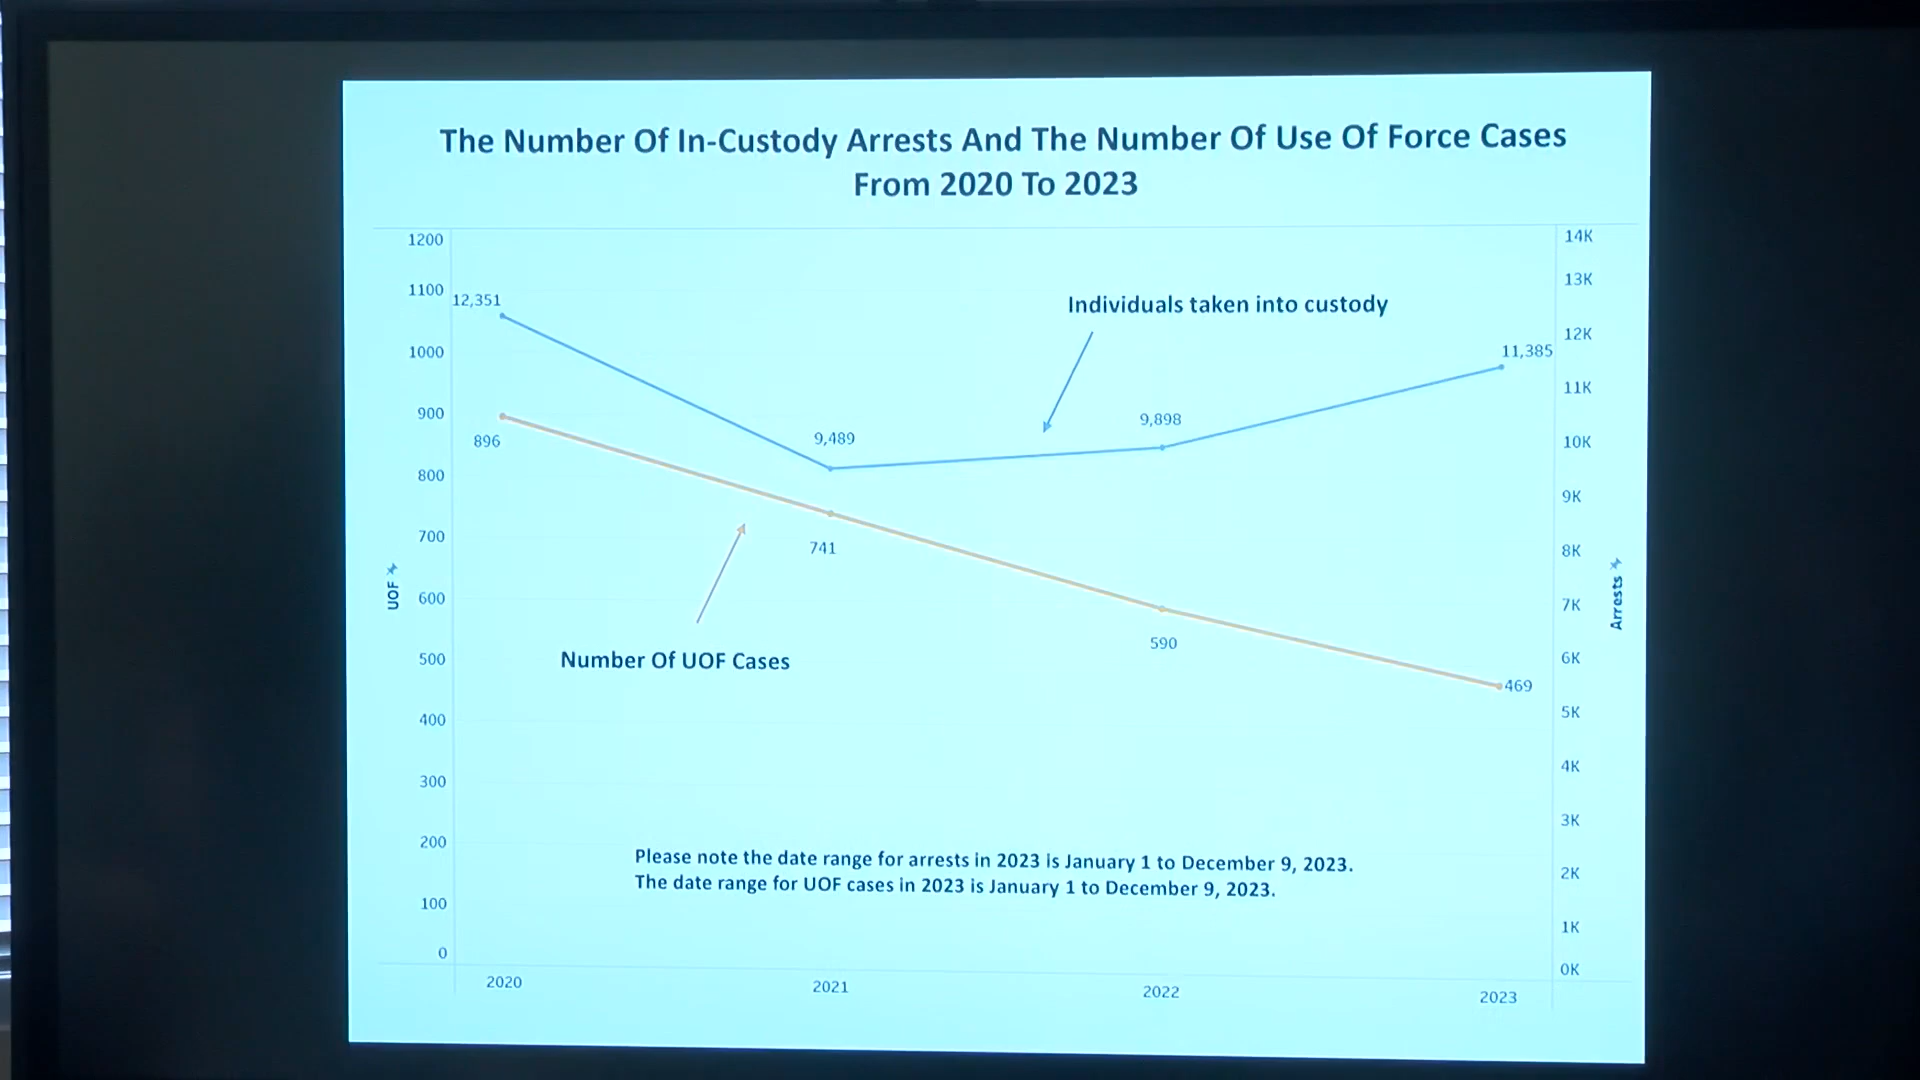 The Number Of In-Custody Arrests And The Number Of Use Of Force Cases
From 2020 To 2023
1200
1100
1000
900
800
700
600
500
400
300
200
100
0
UOF
14K
13K
12K
11K
10K
9K
8K
7K
6K
5K
4K
3K
2K
1K
0K
Arrests
12,351
9,489
9,898
11,385
Individuals taken into custody
896
741
590
469
Number Of UOF Cases
Please note the date range for arrests in 2023 is January 1 to December 9, 2023.
The date range for UOF cases in 2023 is January 1 to December 9, 2023.
2020
2021
2022
2023